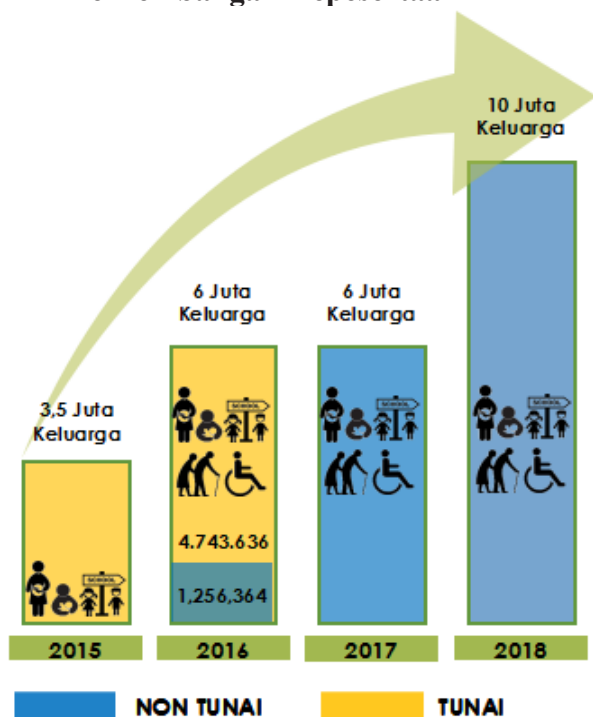 10 Juta
Keluarga
6 Juta
Keluarga
6 Juta
Keluarga
3,5 Juta
Keluarga
SCHOOL
SCHOOL
SCHOOL
SCHOOL
4.743.636
1,256,364
2015
2016
2017
2018
NON TUNAI
TUNAI